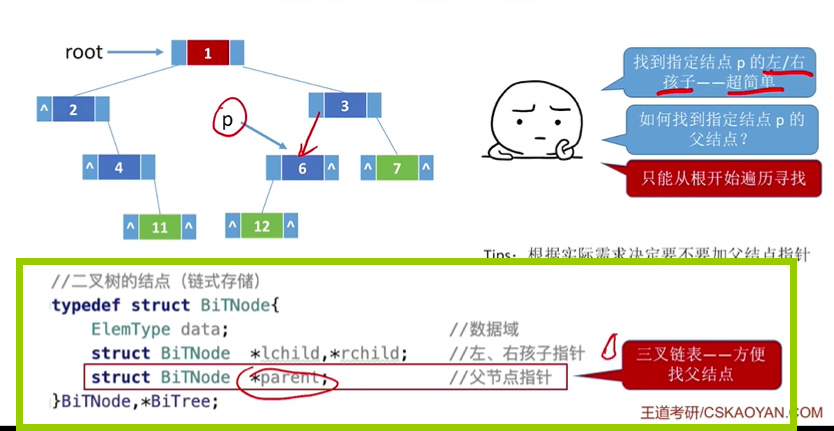 root
1
^
2
3
p
^
4
6
^
^
7
^
^
11
^
^
12
^
找到指定结点 p 的左/右
孩子——超简单
如何找到指定结点 p 的
父结点？
只能从根开始遍历寻找
Tips：根据实际需求决定要不要加父结点指针
//二叉树的结点（链式存储）
typedef struct BiTNode{
ElemType data; //数据域
struct BiTNode *lchild,*rchild; //左、右孩子指针
struct BiTNode *parent; //父节点指针
}BiTNode,*BiTree;
三叉链表——方便
找父结点
王道考研/CSKAOYAN.COM